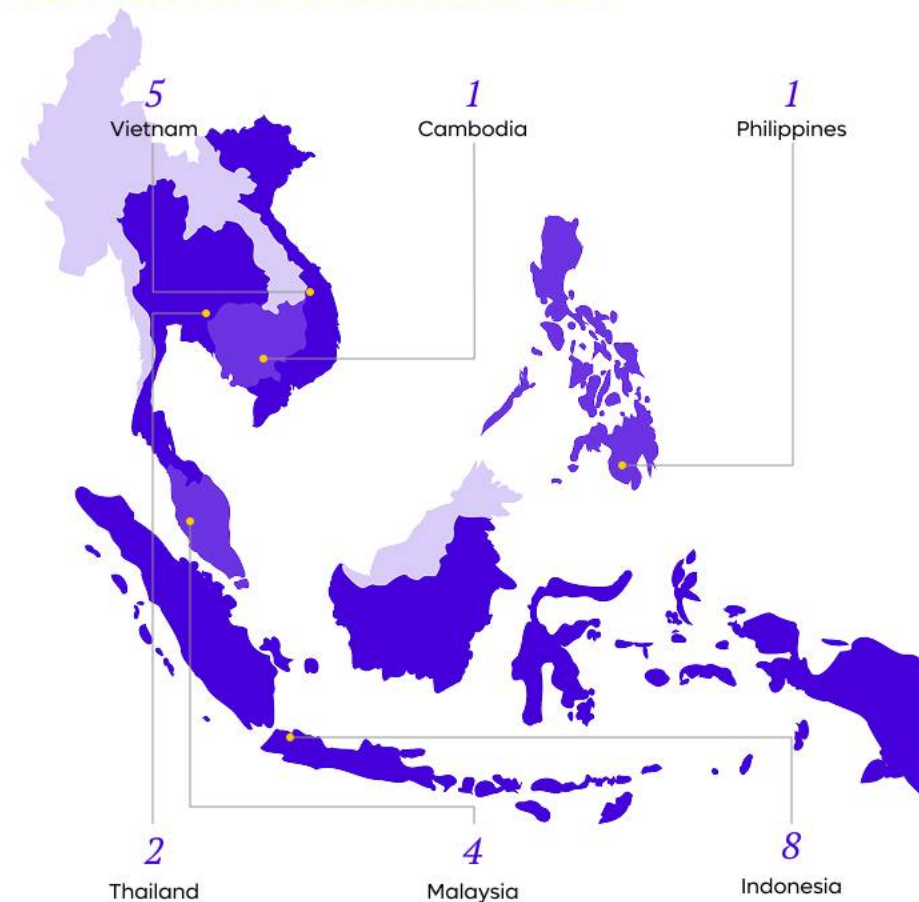 5
Vietnam
1
Cambodia
1
Philippines
2
Thailand
4
Malaysia
8
Indonesia